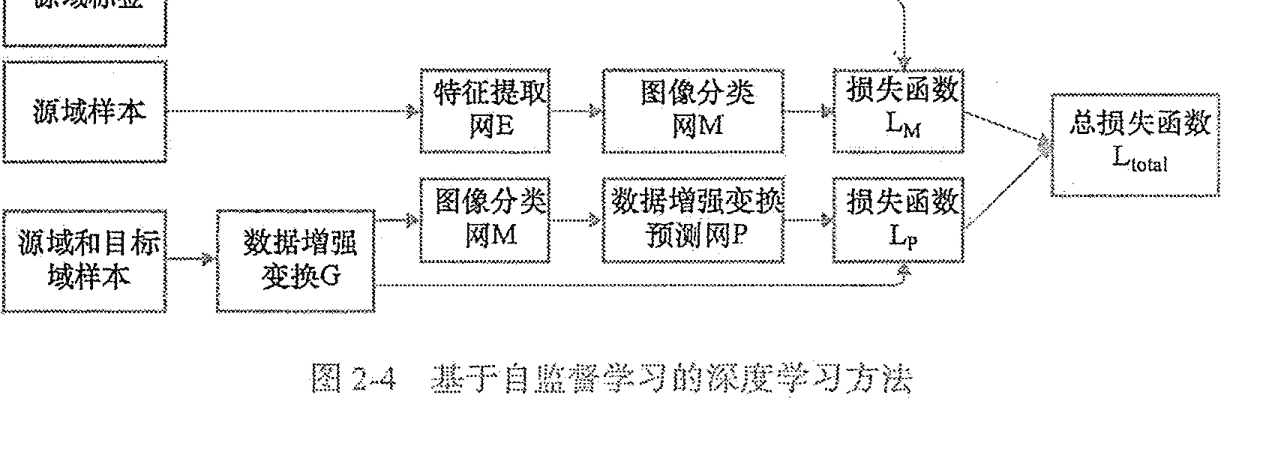 源域标签
源域样本
特征提取
网E
图像分类
网M
损失函数
L_M
总损失函数
L_total
源域和目标
域样本
数据增强
变换G
图像分类
网M
数据增强变换
预测网P
损失函数
L_P
图 2-4 基于自监督学习的深度学习方法